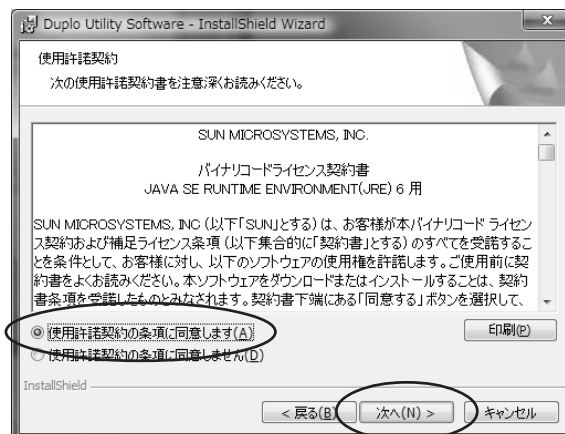 Duplo Utility Software - InstallShield Wizard
使用許諾契約
次の使用許諾契約書を注意深くお読みください。
SUN MICROSYSTEMS, INC.
バイナリコードライセンス契約書
JAVA SE RUNTIME ENVIRONMENT(JRE) 6 用
SUN MICROSYSTEMS, INC (以下「SUN」とする) は、お客様が本バイナリコード ライセン
ス契約および補足ライセンス条項 (以下集合的に「契約書」とする) のすべてを受諾するこ
とを条件として、お客様に対し、以下のソフトウェアの使用権を許諾します。ご使用前に契
約書をよくお読みください。本ソフトウェアをダウンロードまたはインストールすることは、契約
書条項を受諾したものとみなされます。契約書下端にある「同意する」ボタンを選択して、
使用許諾契約の条項に同意します(A)
印刷(P)
使用許諾契約の条項に同意しません(D)
InstallShield
< 戻る(B)
次へ(N) >
キャンセル